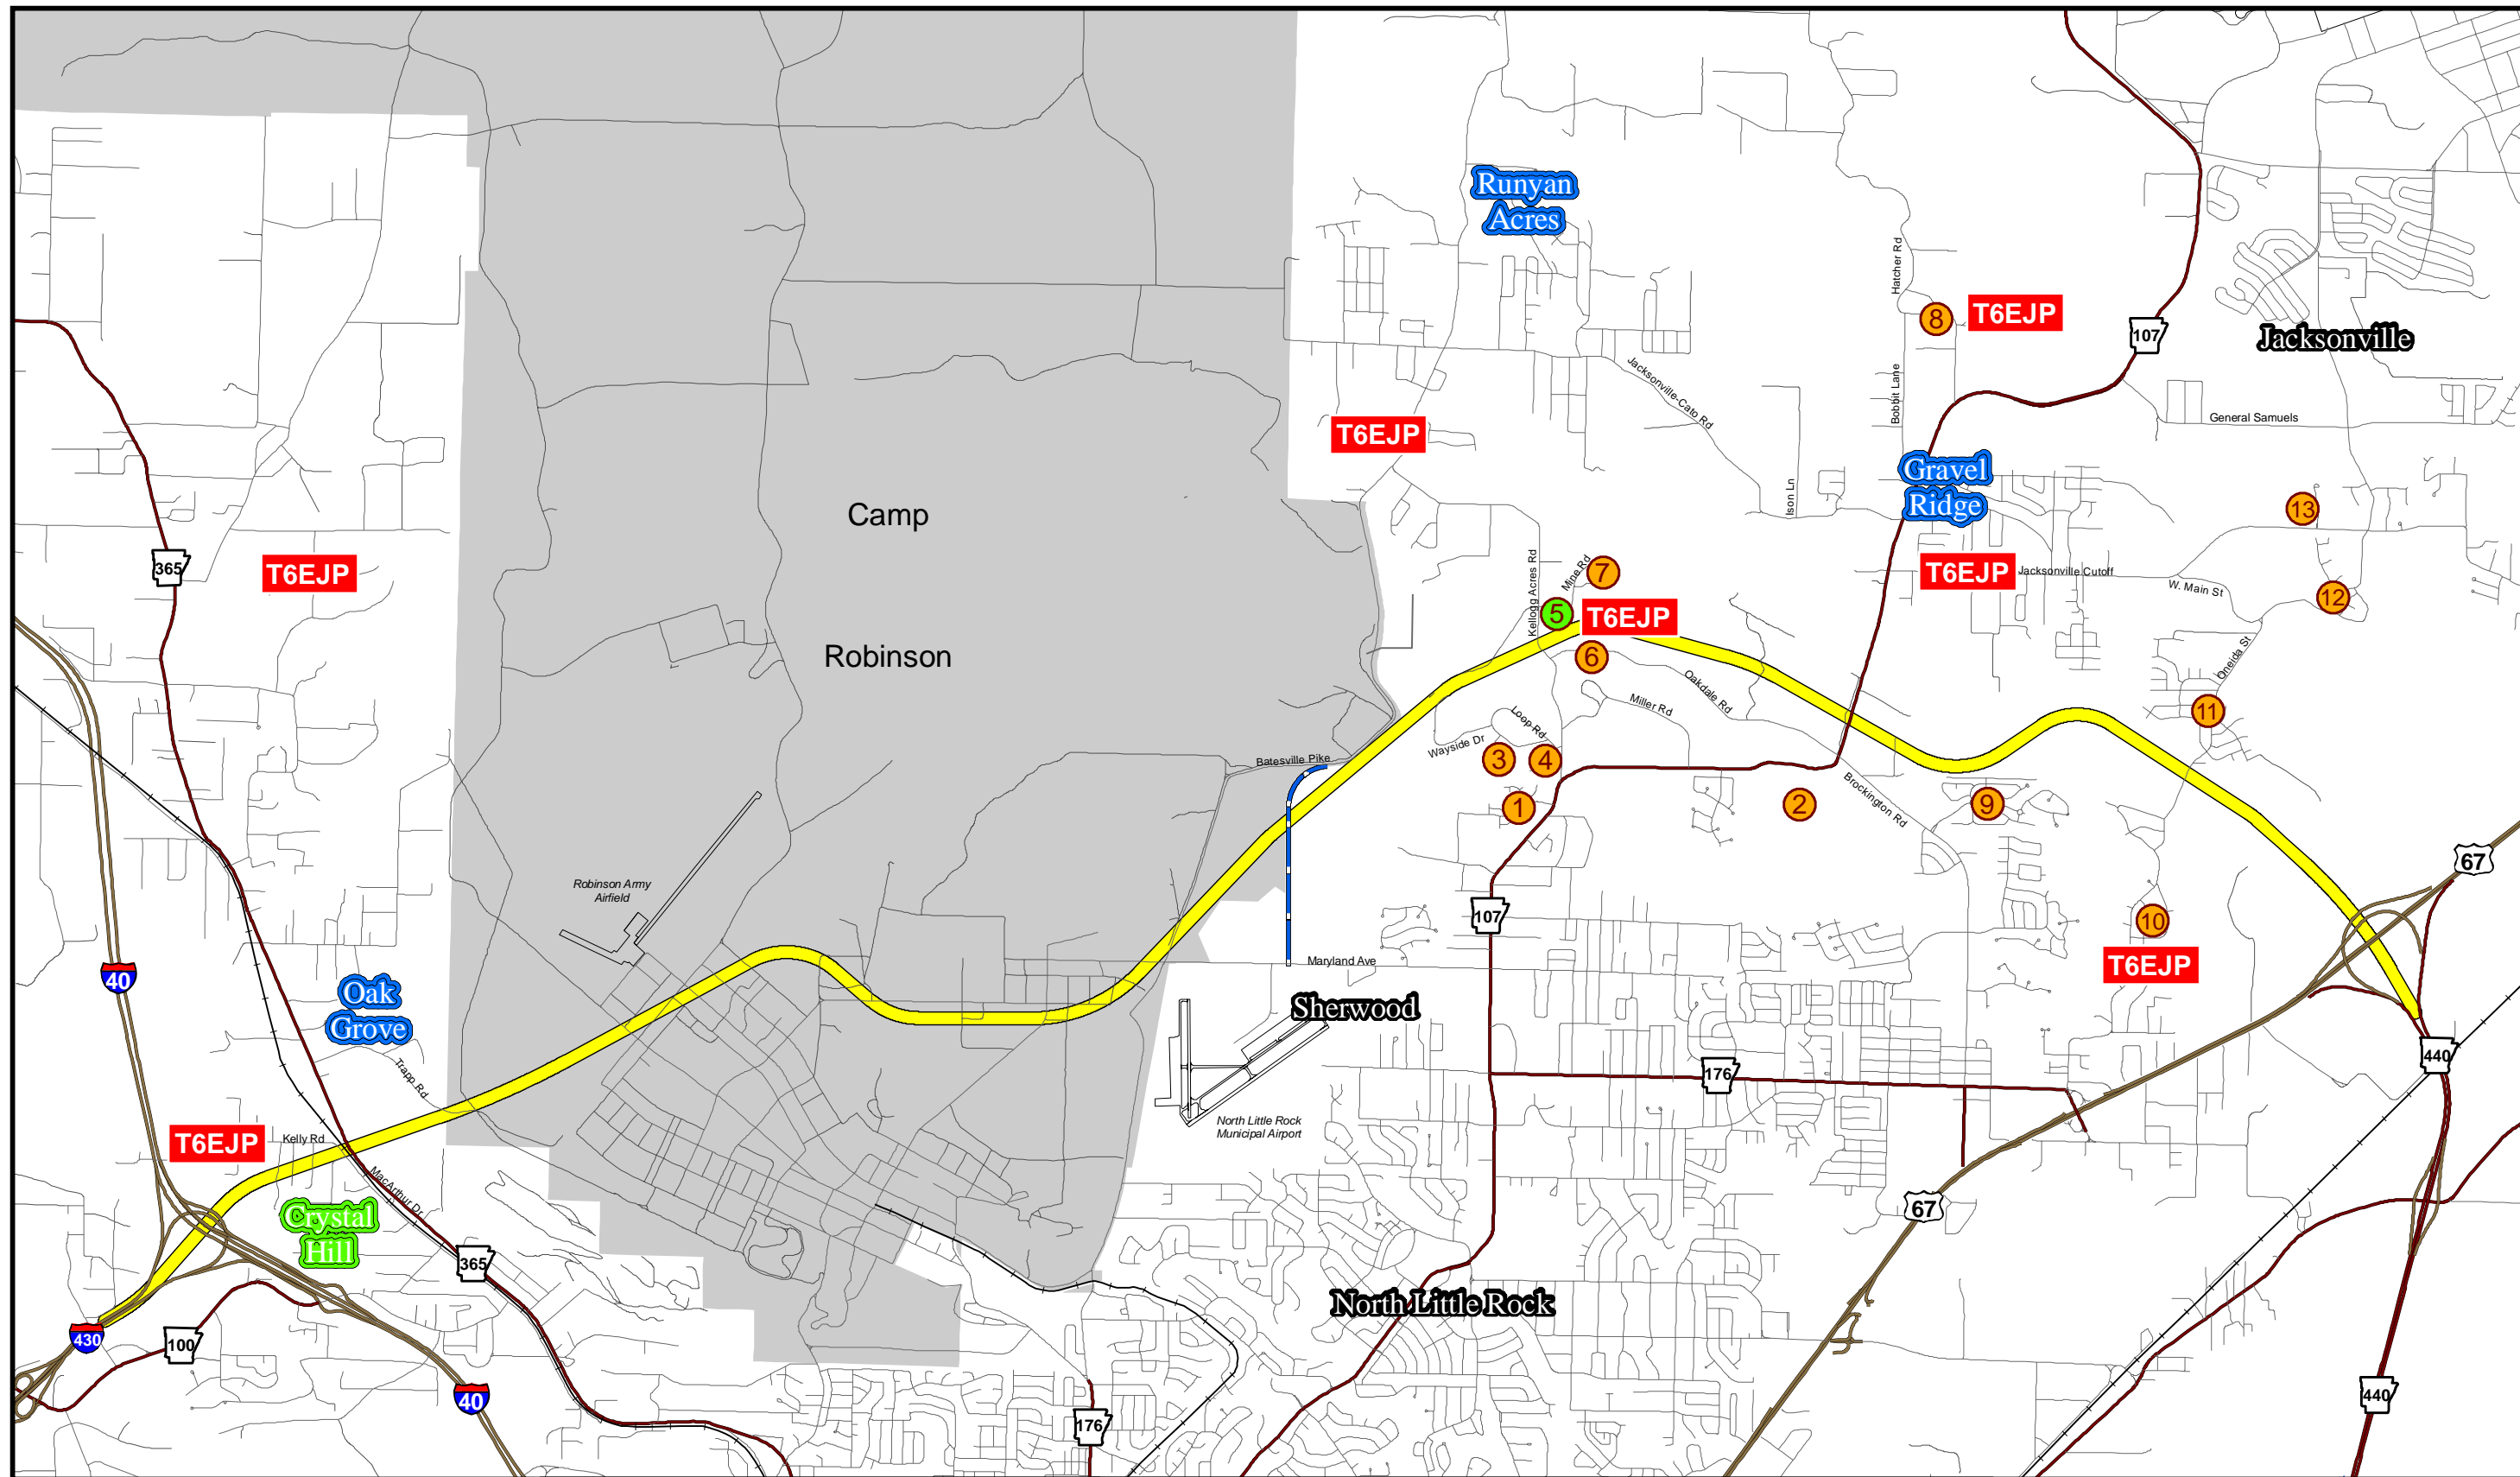 Runyan
Acres
Hatcher Rd
8
T6EJP
107
Jacksonville
Jacksonville-Cato Rd
Bobbit Lane
General Samuels
T6EJP
Camp
Gravel
Ridge
Ison Ln
13
365
T6EJP
Kellogg Acres Rd
Mine Rd
7
T6EJP
Jacksonville Cutoff
W. Main St
12
5
T6EJP
Robinson
6
Oneida St
Oakdale Rd
Miller Rd
11
Loop Rd
Wayside Dr
3
4
Batesville Pike
1
2
Brockington Rd
9
67
Robinson Army
Airfield
107
10
40
Maryland Ave
T6EJP
Oak
Grove
Sherwood
440
Trapp Rd
176
North Little Rock
Municipal Airport
T6EJP
Kelly Rd
MacArthur Dr
Crystal
Hill
67
365
North Little Rock
430
100
40
440
176